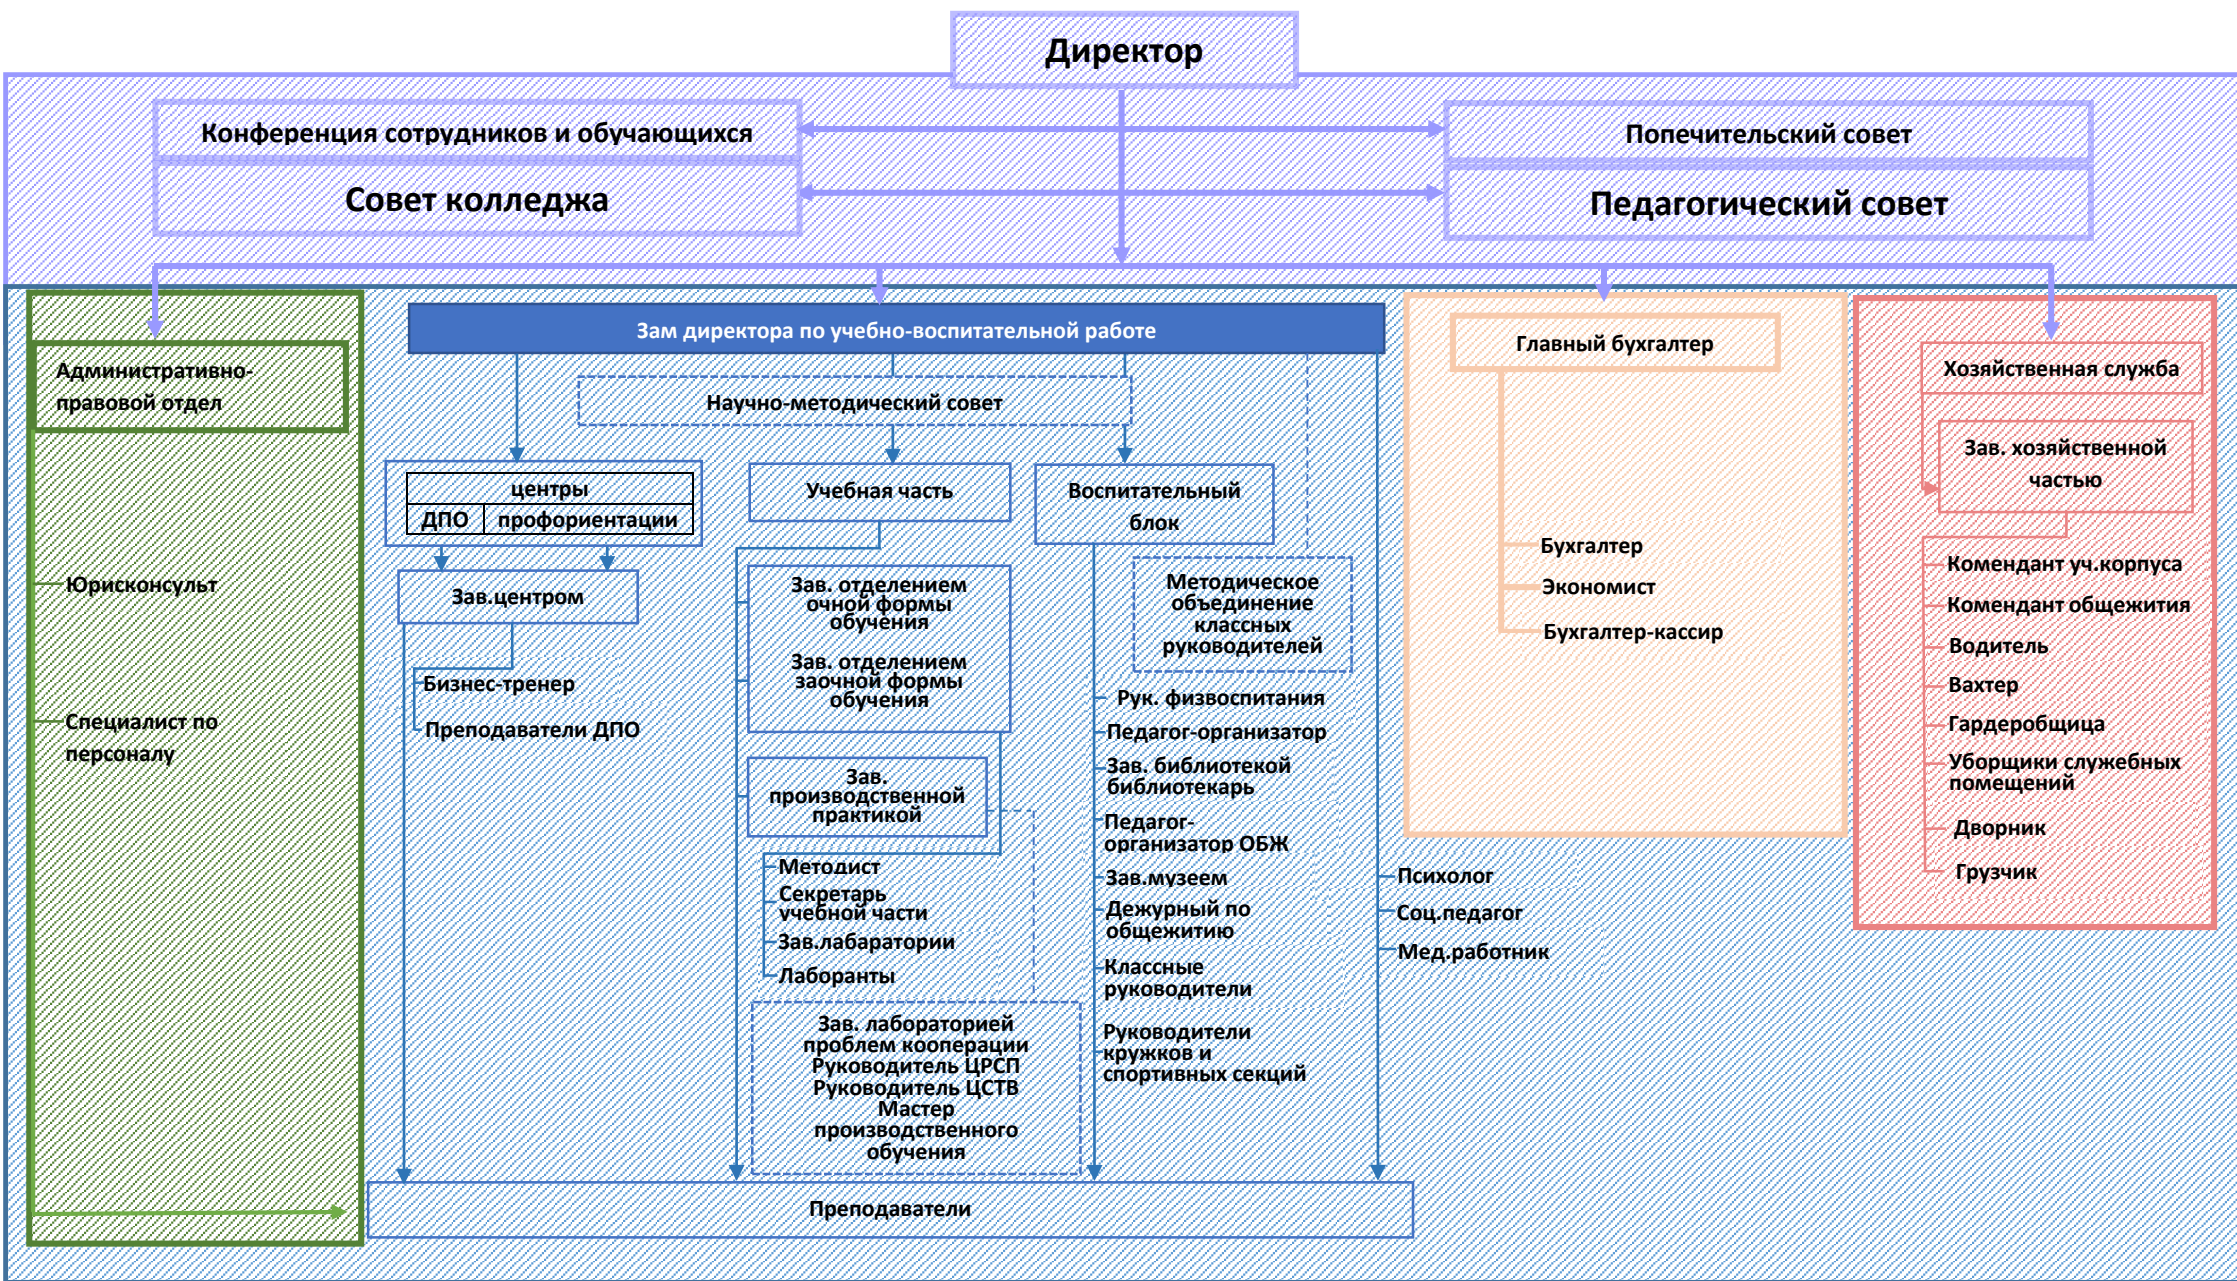 Директор
Конференция сотрудников и обучающихся
Попечительский совет
Совет колледжа
Педагогический совет
Административно-
правовой отдел
Юрисконсульт
Специалист по
персоналу
Зам директора по учебно-воспитательной работе
Научно-методический совет
центры
ДПО
профориентации
Зав.центром
Бизнес-тренер
Преподаватели ДПО
Учебная часть
Зав. отделением
очной формы
обучения
Зав. отделением
заочной формы
обучения
Зав.
производственной
практикой
Методист
Секретарь
учебной части
Зав.лабаратории
Лаборанты
Зав. лабораторией
проблем кооперации
Руководитель ЦРСП
Руководитель ЦСТВ
Мастер
производственного
обучения
Воспитательный
блок
Методическое
объединение
классных
руководителей
Рук. физвоспитания
Педагог-организатор
Зав. библиотекой
библиотекарь
Педагог-
организатор ОБЖ
Зав.музеем
Дежурный по
общежитию
Классные
руководители
Руководители
кружков и
спортивных секций
Психолог
Соц.педагог
Мед.работник
Преподаватели
Главный бухгалтер
Бухгалтер
Экономист
Бухгалтер-кассир
Хозяйственная служба
Зав. хозяйственной
частью
Комендант уч.корпуса
Комендант общежития
Водитель
Вахтер
Гардеробщица
Уборщики служебных
помещений
Дворник
Грузчик